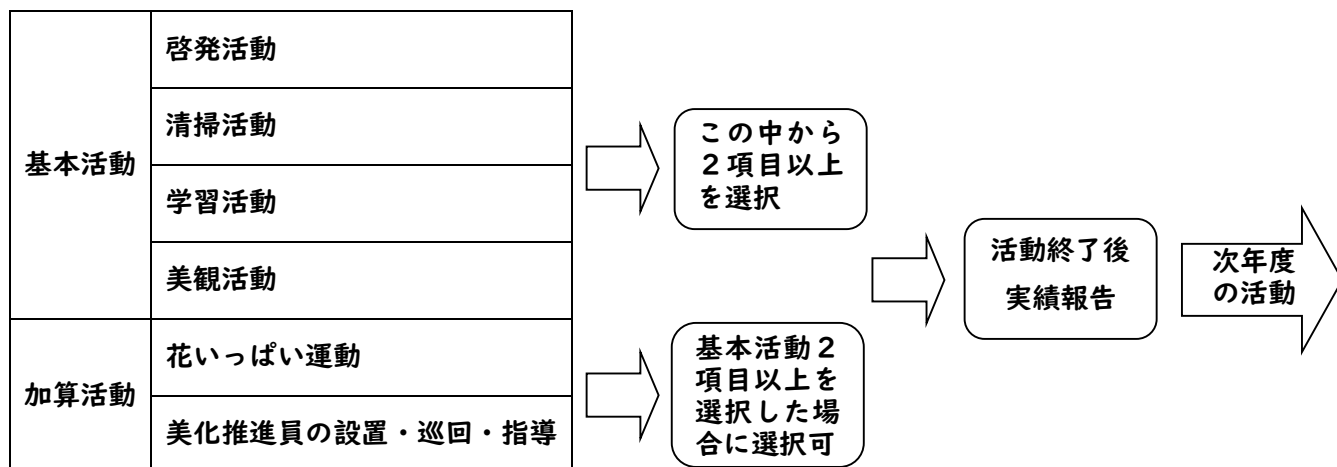 基本活動
啓発活動
清掃活動
学習活動
美観活動
この中から
２項目以上
を選択
加算活動
花いっぱい運動
美化推進員の設置・巡回・指導
基本活動２
項目以上を
選択した場
合に選択可
活動終了後
実績報告
次年度
の活動